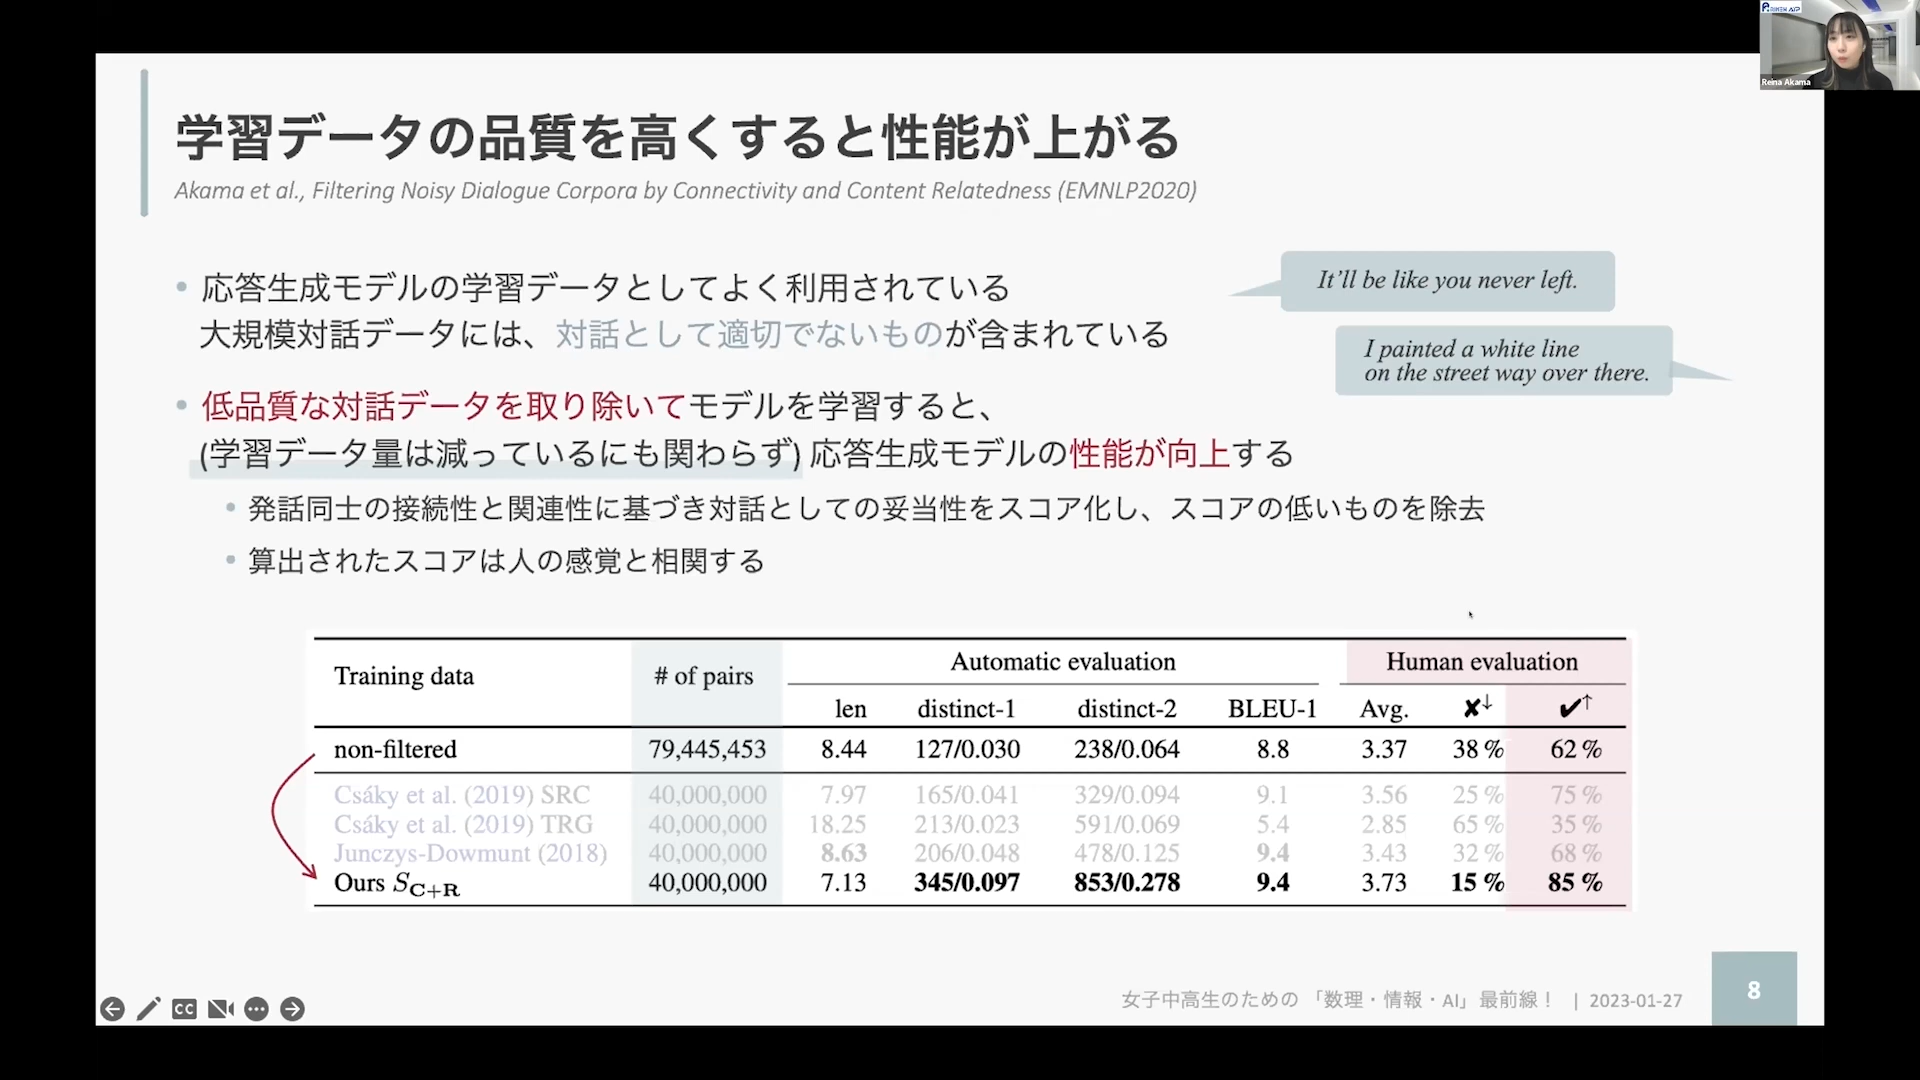 RIKEN AIP
Reina Akama
学習データの品質を高くすると性能が上がる
Akama et al., Filtering Noisy Dialogue Corpora by Connectivity and Content Relatedness (EMNLP2020)
• 応答生成モデルの学習データとしてよく利用されている
大規模対話データには、対話として適切でないものが含まれている
It’ll be like you never left.
I painted a white line
on the street way over there.
• 低品質な対話データを取り除いてモデルを学習すると、
(学習データ量は減っているにも関わらず) 応答生成モデルの性能が向上する
• 発話同士の接続性と関連性に基づき対話としての妥当性をスコア化し、スコアの低いものを除去
• 算出されたスコアは人の感覚と相関する
Training data # of pairs Automatic evaluation Human evaluation
len distinct-1 distinct-2 BLEU-1 Avg. ✘↓ ✔↑
non-filtered 79,445,453 8.44 127/0.030 238/0.064 8.8 3.37 38 % 62 %
Csáky et al. (2019) SRC 40,000,000 7.97 165/0.041 329/0.094 9.1 3.56 25 % 75 %
Csáky et al. (2019) TRG 40,000,000 18.25 213/0.023 591/0.069 5.4 2.85 65 % 35 %
Junczys-Dowmunt (2018) 40,000,000 8.63 206/0.048 478/0.125 9.4 3.43 32 % 68 %
Ours SC+R 40,000,000 7.13 345/0.097 853/0.278 9.4 3.73 15 % 85 %
CC
女子中高生のための「数理・情報・AI」最前線！ | 2023-01-27
8